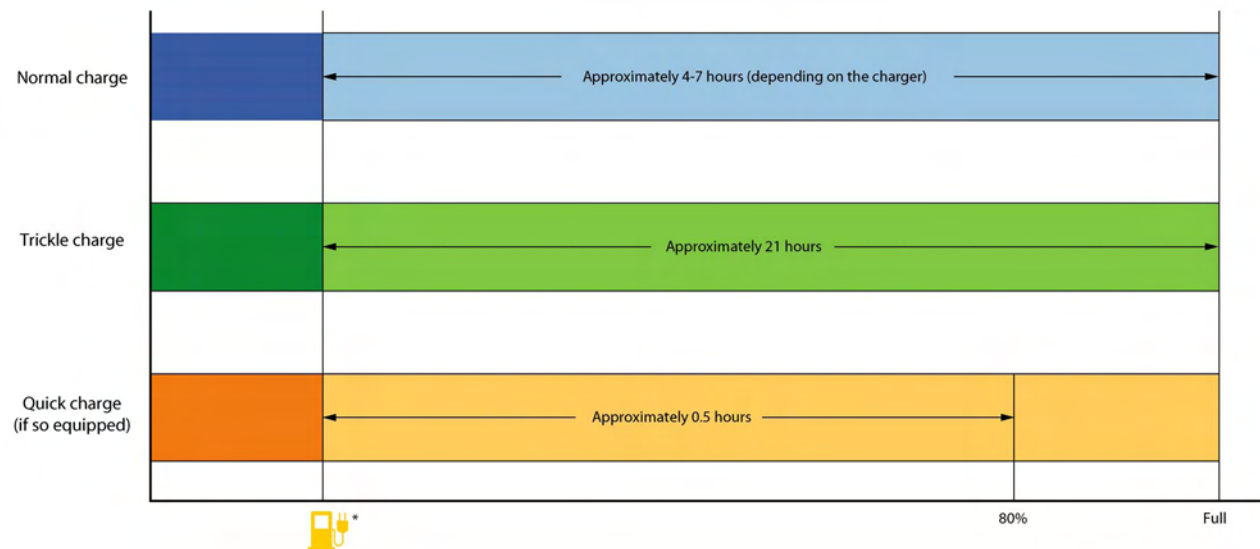 Normal charge
Approximately 4-7 hours (depending on the charger)
Trickle charge
Approximately 21 hours
Quick charge
(if so equipped)
Approximately 0.5 hours
*
80%
Full